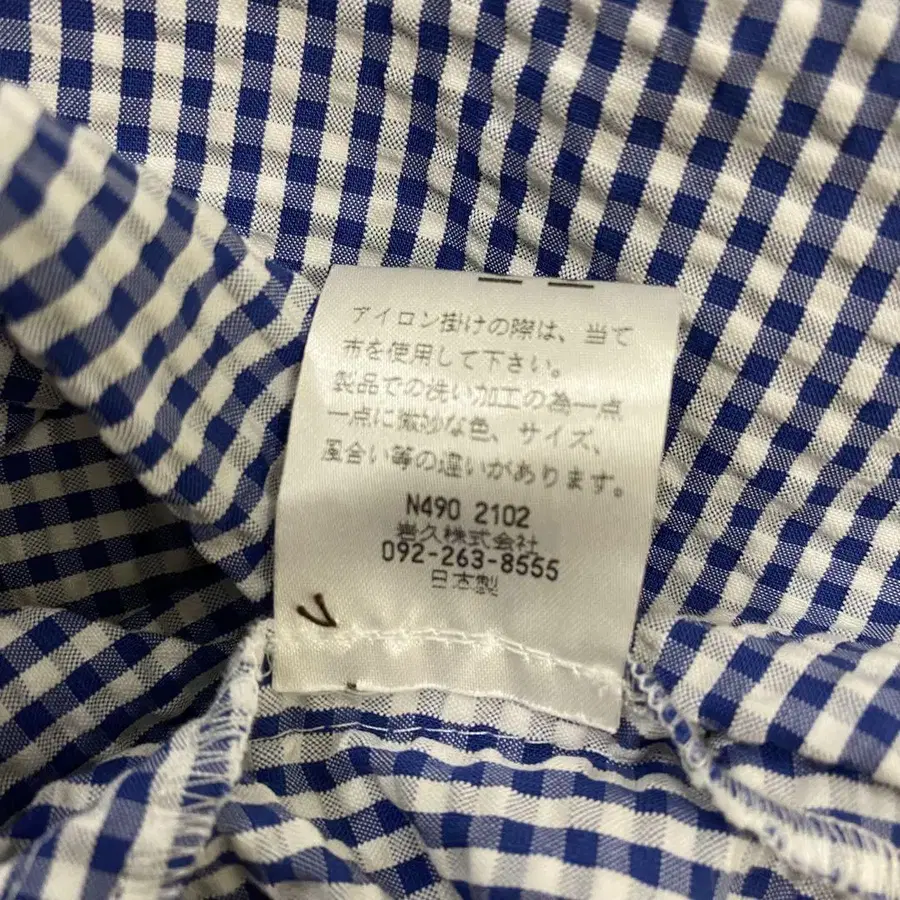 アイロン掛けの際は、当て
布を使用して下さい。
製品での洗い加工の為一点
一点に微妙な色、サイズ、
風合い等の違いがあります。
N490 2102
岩久株式会社
092-263-8555
日本製